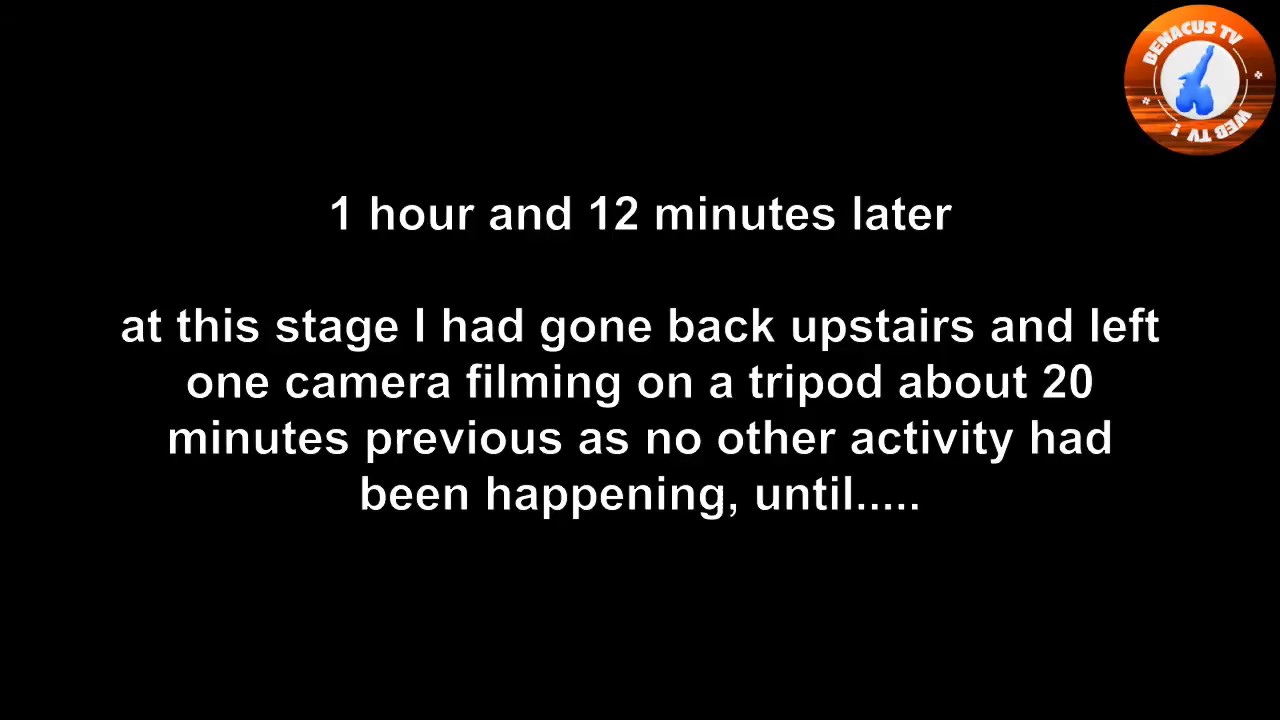 BENACUS TV
WEB TV !
1 hour and 12 minutes later
at this stage I had gone back upstairs and left
one camera filming on a tripod about 20
minutes previous as no other activity had
been happening, until.....